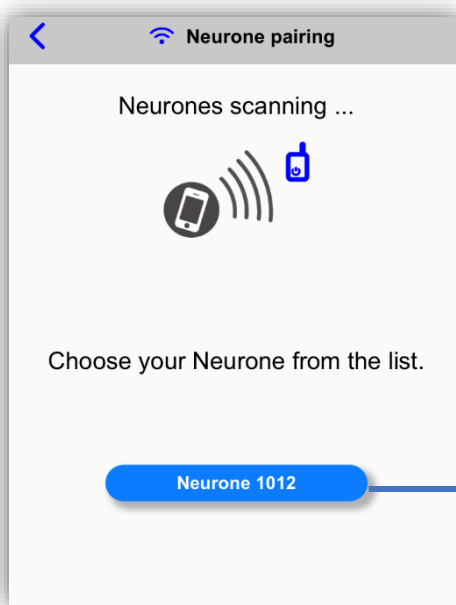 Neurone pairing
Neurones scanning ...
Choose your Neurone from the list.
Neurone 1012